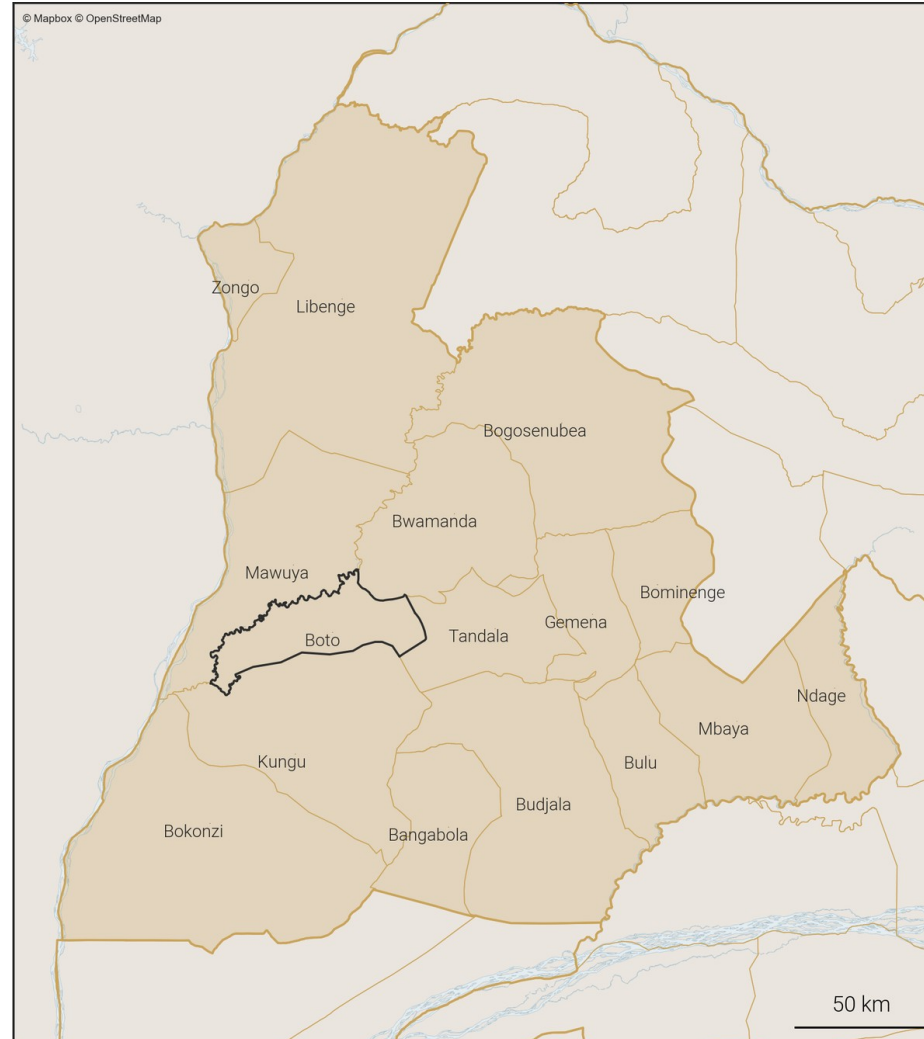 © Mapbox © OpenStreetMap
Zongo
Libenge
Bogosenubea
Bwamanda
Mawuya
Bominenge
Gemena
Tandala
Boto
Ndage
Mbaya
Kungu
Bulu
Budjala
Bokonzi
Bangabola
50 km